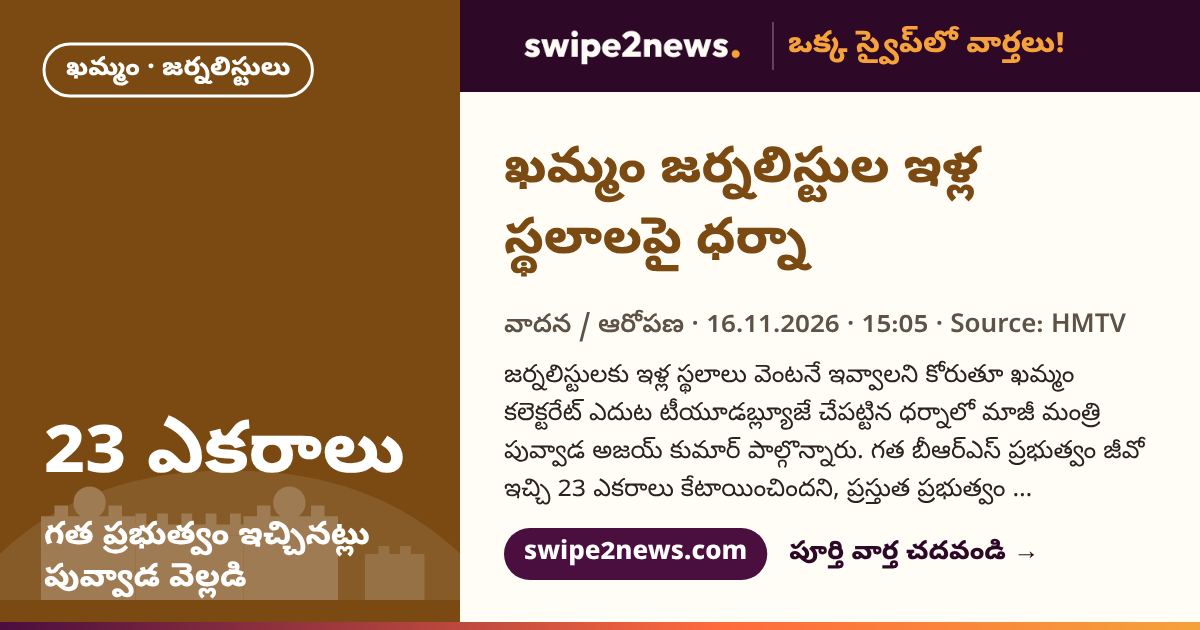 ఖమ్మం · జర్నలిస్టులు
23 ఎకరాలు
గత ప్రభుత్వం ఇచ్చినట్లు
పువ్వాడ వెల్లడి
swipe2news.
ఒక్క స్వైప్‌లో వార్తలు!
ఖమ్మం జర్నలిస్టుల ఇళ్ల
స్థలాలపై ధర్నా
వాదన / ఆరోపణ · 16.11.2026 · 15:05 · Source: HMTV
జర్నలిస్టులకు ఇళ్ల స్థలాలు వెంటనే ఇవ్వాలని కోరుతూ ఖమ్మం
కలెక్టరేట్ ఎదుట టీయూడబ్ల్యూజే చేపట్టిన ధర్నాలో మాజీ మంత్రి
పువ్వాడ అజయ్ కుమార్ పాల్గొన్నారు. గత బీఆర్ఎస్ ప్రభుత్వం జీవో
ఇచ్చి 23 ఎకరాలు కేటాయించిందని, ప్రస్తుత ప్రభుత్వం ...
swipe2news.com
పూర్తి వార్త చదవండి →